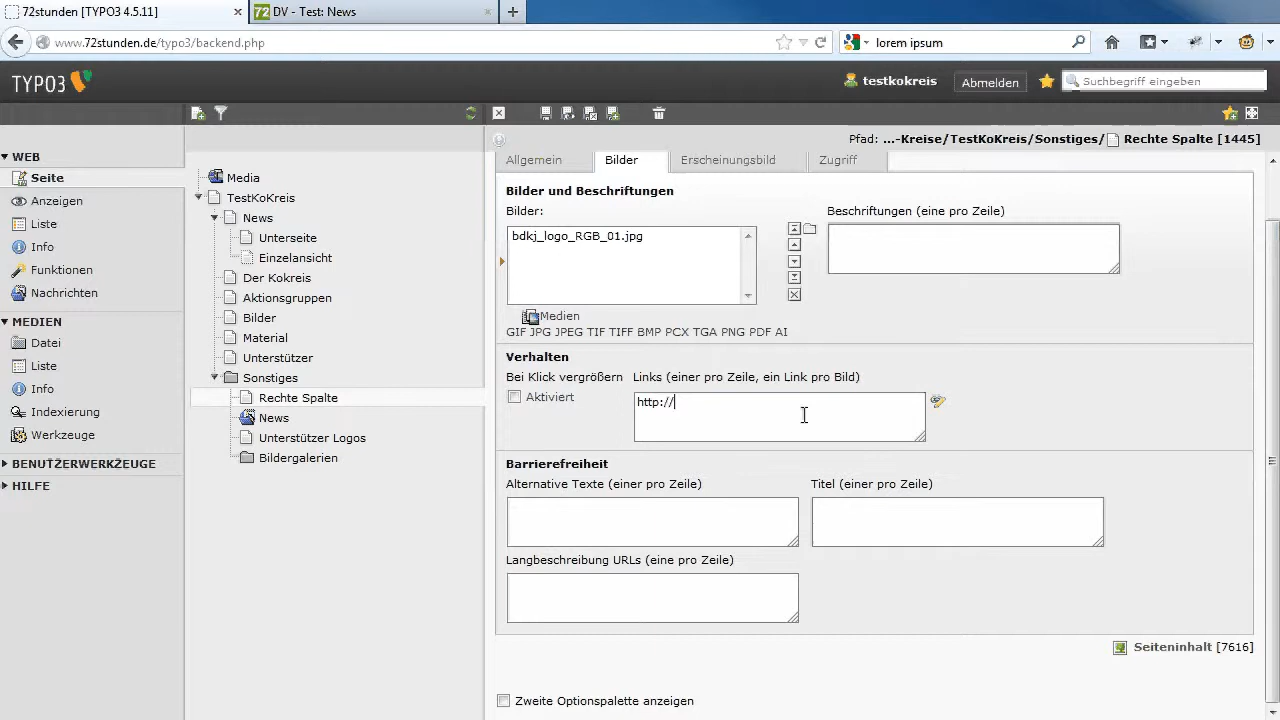 72stunden [TYPO3 4.5.11]
72 DV - Test: News
www.72stunden.de/typo3/backend.php
lorem ipsum
TYPO3
testkokreis
Abmelden
Suchbegriff eingeben
Pfad: ...-Kreise/TestKoKreis/Sonstiges/ Rechte Spalte [1445]
WEB
Seite
Anzeigen
Liste
Info
Funktionen
Nachrichten
MEDIEN
Datei
Liste
Info
Indexierung
Werkzeuge
BENUTZERWERKZEUGE
HILFE
Media
TestKoKreis
News
Unterseite
Einzelansicht
Der Kokreis
Aktionsgruppen
Bilder
Material
Unterstützer
Sonstiges
Rechte Spalte
News
Unterstützer Logos
Bildergalerien
Allgemein
Bilder
Erscheinungsbild
Zugriff
Bilder und Beschriftungen
Bilder:
Beschriftungen (eine pro Zeile)
bdkj_logo_RGB_01.jpg
Medien
GIF JPG JPEG TIF TIFF BMP PCX TGA PNG PDF AI
Verhalten
Bei Klick vergrößern
Links (einer pro Zeile, ein Link pro Bild)
Aktiviert
http://
Barrierefreiheit
Alternative Texte (einer pro Zeile)
Titel (einer pro Zeile)
Langbeschreibung URLs (eine pro Zeile)
Seiteninhalt [7616]
Zweite Optionspalette anzeigen